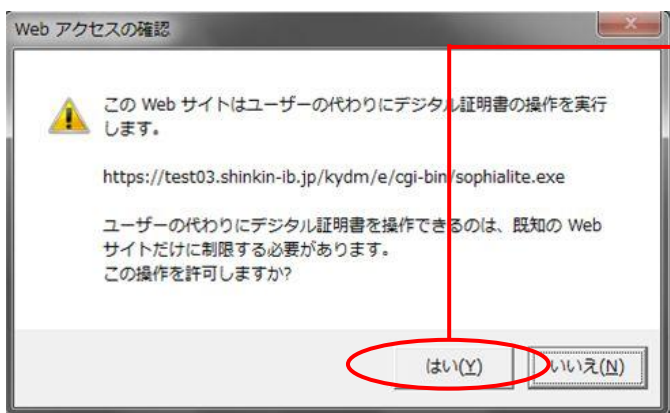 Web アクセスの確認
この Web サイトはユーザーの代わりにデジタル証明書の操作を実行
します。
https://test03.shinkin-ib.jp/kydm/e/cgi-bin/sophialite.exe
ユーザーの代わりにデジタル証明書を操作できるのは、既知の Web
サイトだけに制限する必要があります。
この操作を許可しますか?
はい(Y)
いいえ(N)